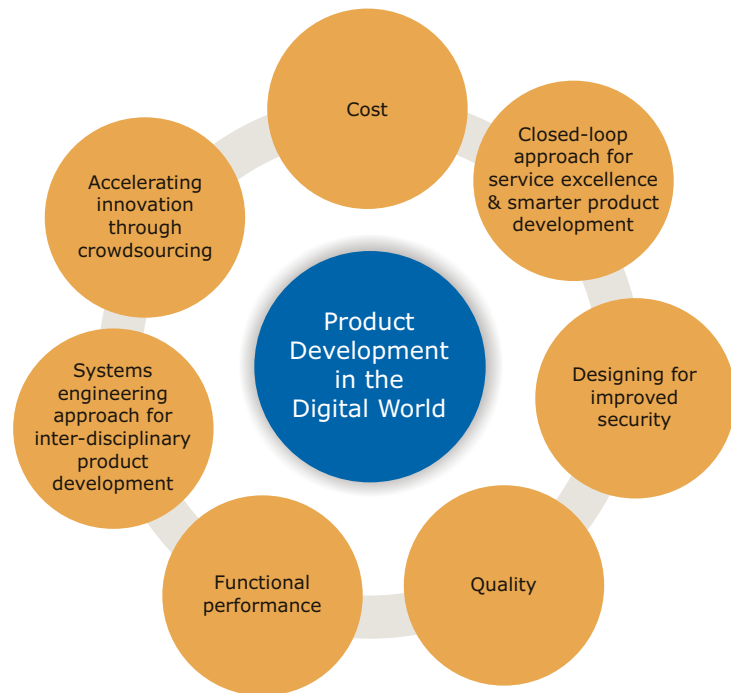 Cost
Closed-loop
approach for
service excellence
& smarter product
development
Designing for
improved
security
Quality
Functional
performance
Systems
engineering
approach for
inter-disciplinary
product
development
Accelerating
innovation
through
crowdsourcing
Product
Development
in the
Digital World